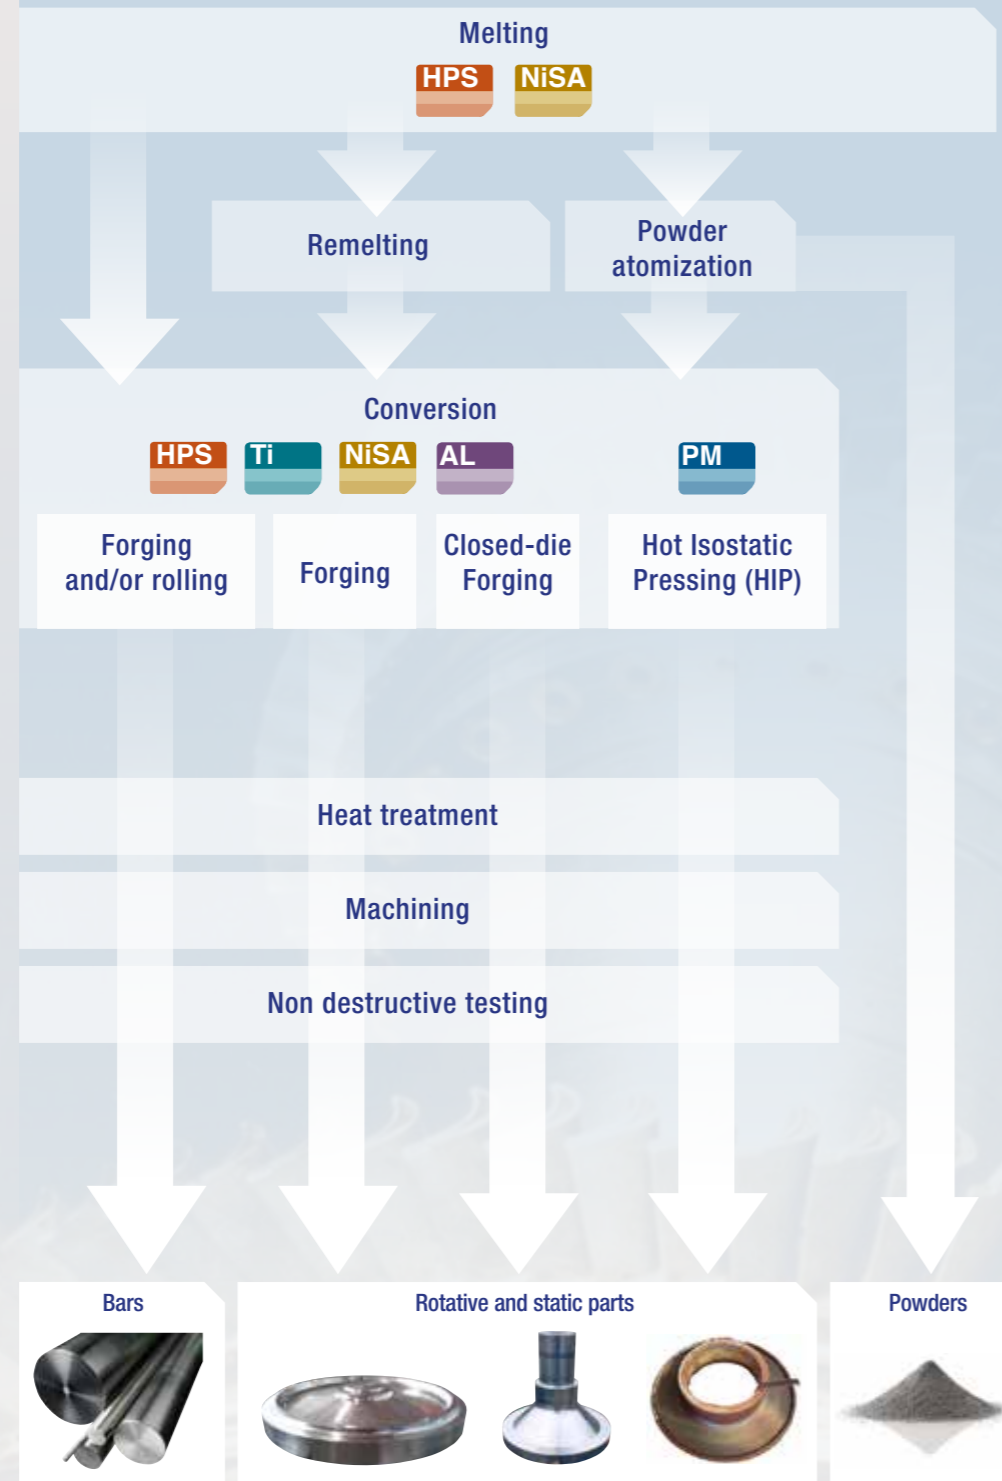 Melting
HPS NiSA
Remelting
Powder
atomization
Conversion
HPS Ti NiSA AL PM
Forging
and/or rolling
Forging
Closed-die
Forging
Hot Isostatic
Pressing (HIP)
Heat treatment
Machining
Non destructive testing
Bars
Rotative and static parts
Powders